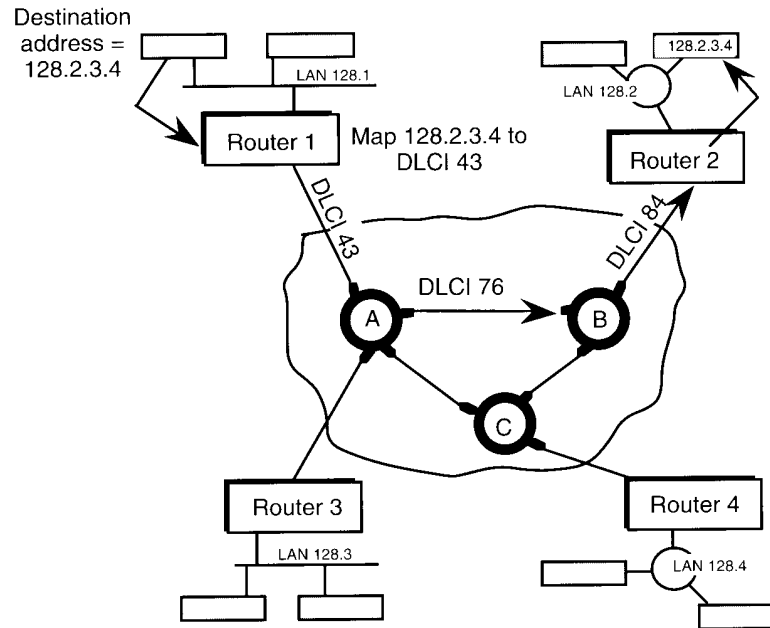 Destination
address =
128.2.3.4
LAN 128.1
Router 1
Map 128.2.3.4 to
DLCI 43
128.2.3.4
LAN 128.2
Router 2
DLCI 43
DLCI 84
DLCI 76
A
B
C
Router 3
LAN 128.3
Router 4
LAN 128.4